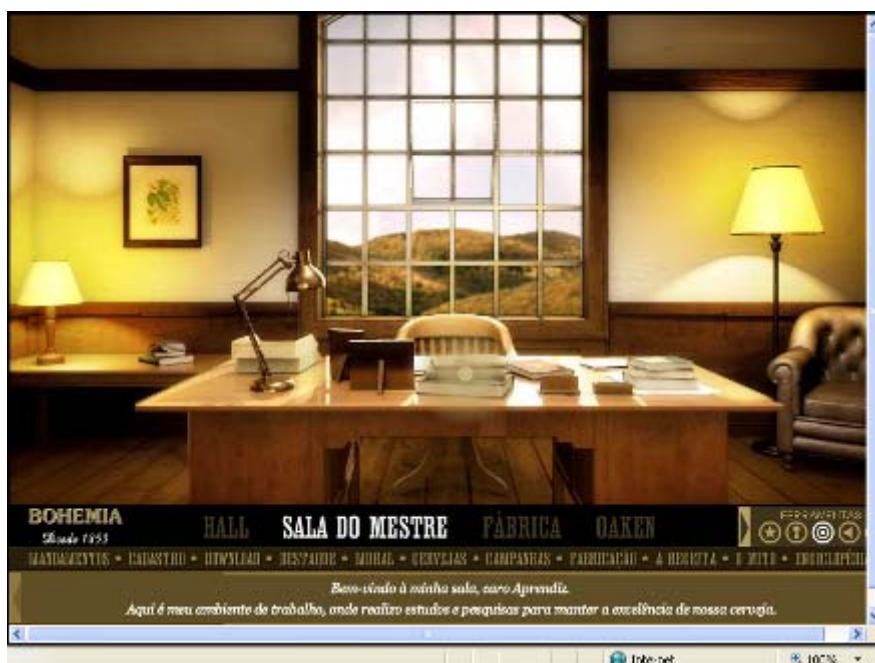 BOHEMIA
Desde 1853
HALL SALA DO MESTRE FÁBRICA OAKEN
FERRAMENTAS
MANDAMENTOS • CADASTRO • DOWNLOAD • DESTAQUE • MURAL • CERVEJAS • CAMPANHAS • FABRICAÇÃO • A RECEITA • O MITO •
Bem-vindo à minha sala, caro Aprendiz.
Aqui é meu ambiente de trabalho, onde realizo estudos e pesquisas para manter a excelência de nossa cerveja.
Internet 100%